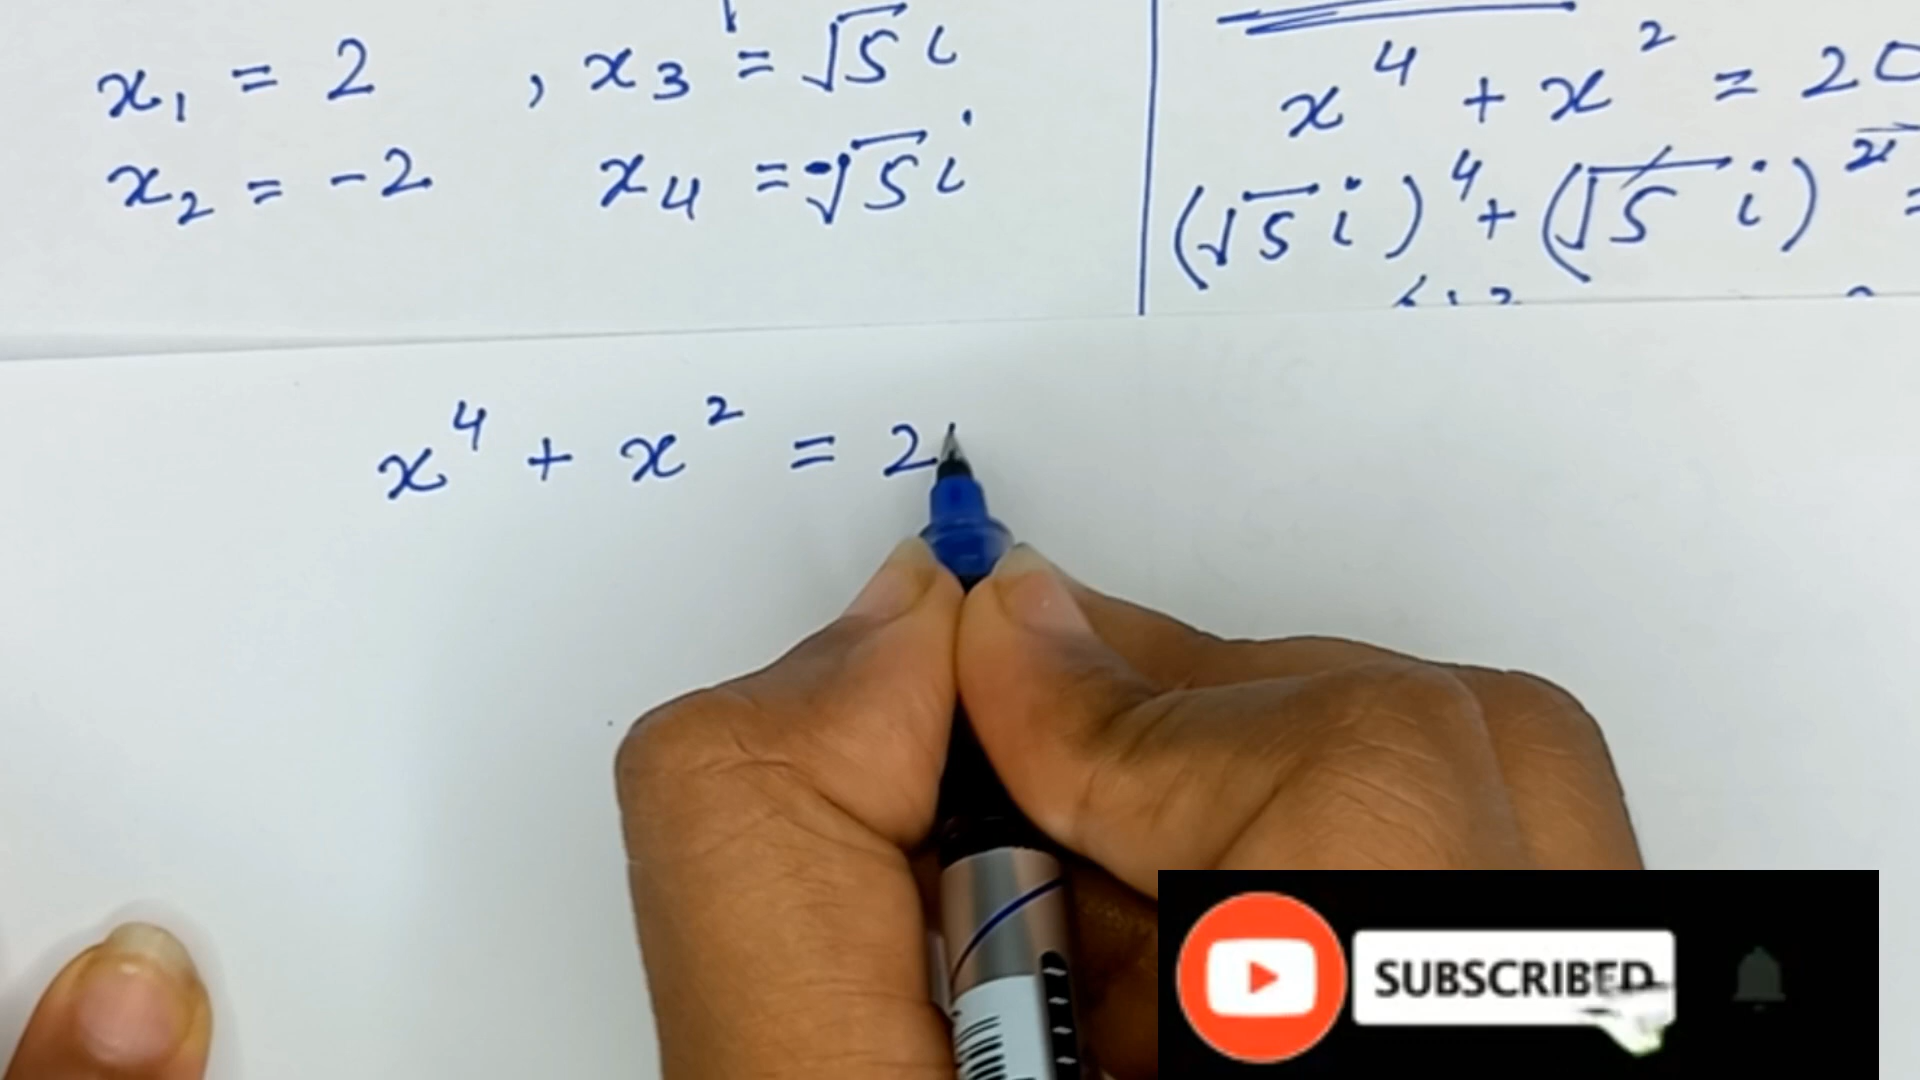 x₁ = 2 , x₃ = √5 i
x₂ = -2 x₄ = -√5 i
x⁴ + x² = 20
(√5 i)⁴ + (√5 i)² =
x⁴ + x² = 2
SUBSCRIBED